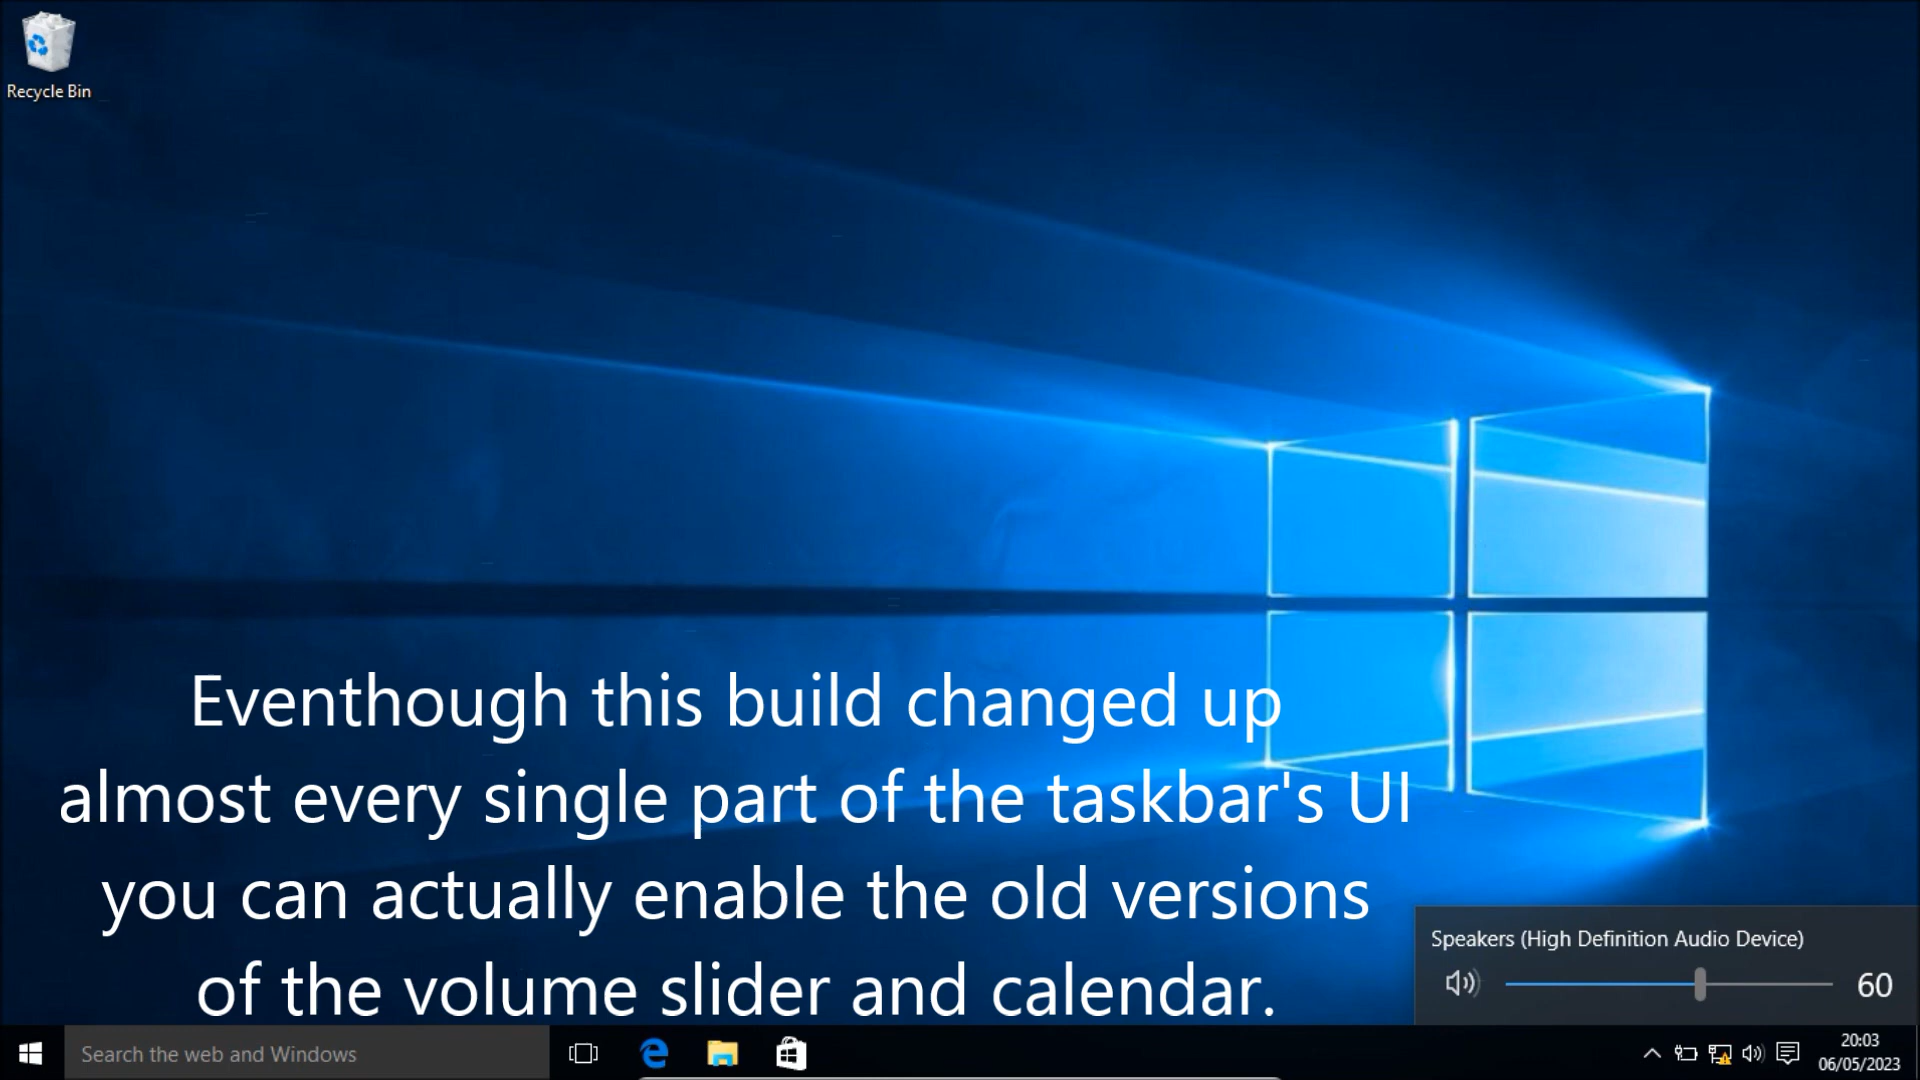 Recycle Bin
Eventhough this build changed up
almost every single part of the taskbar's UI
you can actually enable the old versions
of the volume slider and calendar.
Speakers (High Definition Audio Device)
60
Search the web and Windows
20:03
06/05/2023